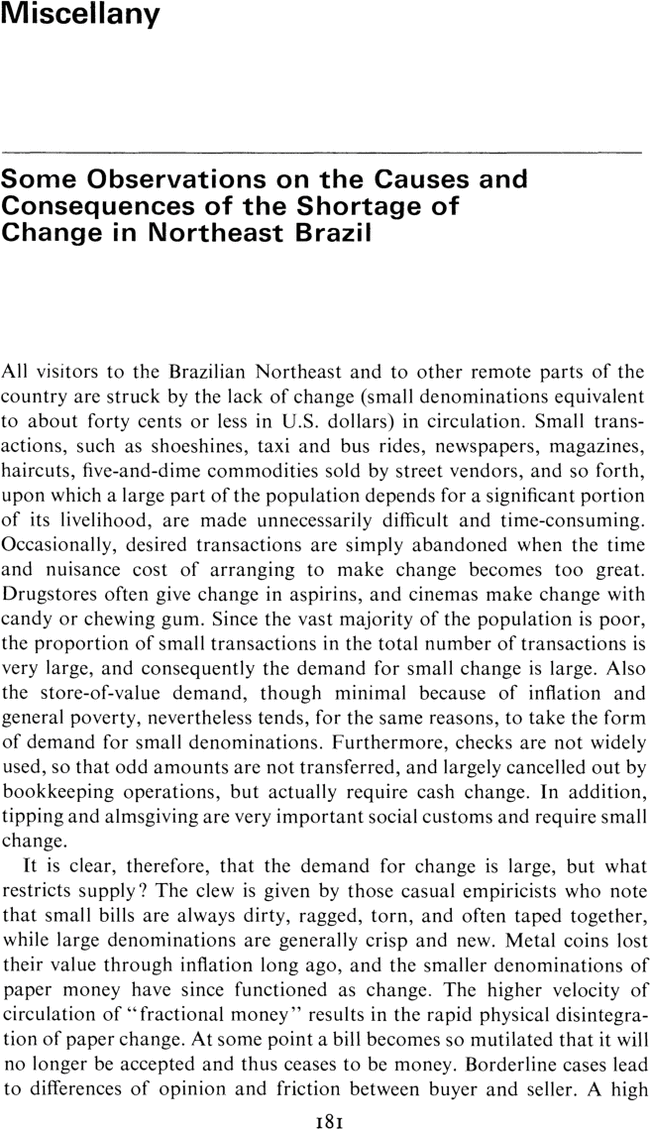 Miscellany
Some Observations on the Causes and
Consequences of the Shortage of
Change in Northeast Brazil
All visitors to the Brazilian Northeast and to other remote parts of the
country are struck by the lack of change (small denominations equivalent
to about forty cents or less in U.S. dollars) in circulation. Small trans-
actions, such as shoeshines, taxi and bus rides, newspapers, magazines,
haircuts, five-and-dime commodities sold by street vendors, and so forth,
upon which a large part of the population depends for a significant portion
of its livelihood, are made unnecessarily difficult and time-consuming.
Occasionally, desired transactions are simply abandoned when the time
and nuisance cost of arranging to make change becomes too great.
Drugstores often give change in aspirins, and cinemas make change with
candy or chewing gum. Since the vast majority of the population is poor,
the proportion of small transactions in the total number of transactions is
very large, and consequently the demand for small change is large. Also
the store-of-value demand, though minimal because of inflation and
general poverty, nevertheless tends, for the same reasons, to take the form
of demand for small denominations. Furthermore, checks are not widely
used, so that odd amounts are not transferred, and largely cancelled out by
bookkeeping operations, but actually require cash change. In addition,
tipping and almsgiving are very important social customs and require small
change.
It is clear, therefore, that the demand for change is large, but what
restricts supply? The clew is given by those casual empiricists who note
that small bills are always dirty, ragged, torn, and often taped together,
while large denominations are generally crisp and new. Metal coins lost
their value through inflation long ago, and the smaller denominations of
paper money have since functioned as change. The higher velocity of
circulation of “fractional money” results in the rapid physical disintegra-
tion of paper change. At some point a bill becomes so mutilated that it will
no longer be accepted and thus ceases to be money. Borderline cases lead
to differences of opinion and friction between buyer and seller. A high
181